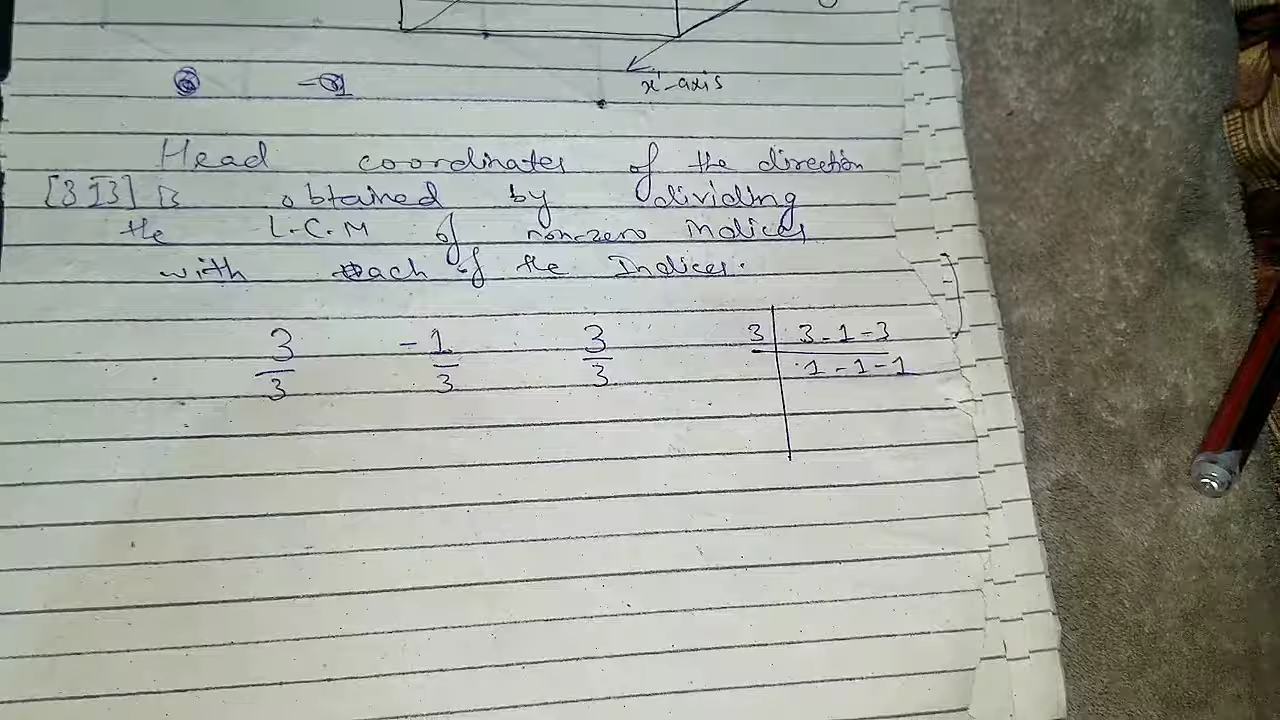 x-axis
Head coordinates of the direction
[3 1̄ 3] is obtained by dividing
the L.C.M of non-zero indices
with each of the Indices.
3/3 -1/3 3/3
3 | 3-1-3
1-1-1